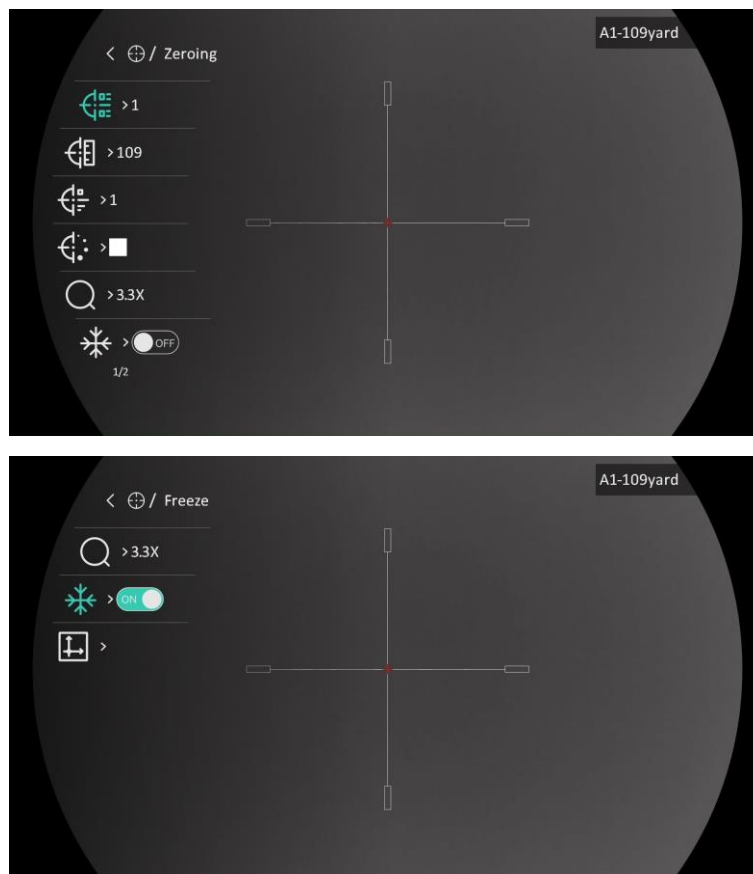 A1-109yard
< / Zeroing
>1
>109
>1
>
>3.3X
> OFF
1/2
A1-109yard
< / Freeze
>3.3X
> ON
>